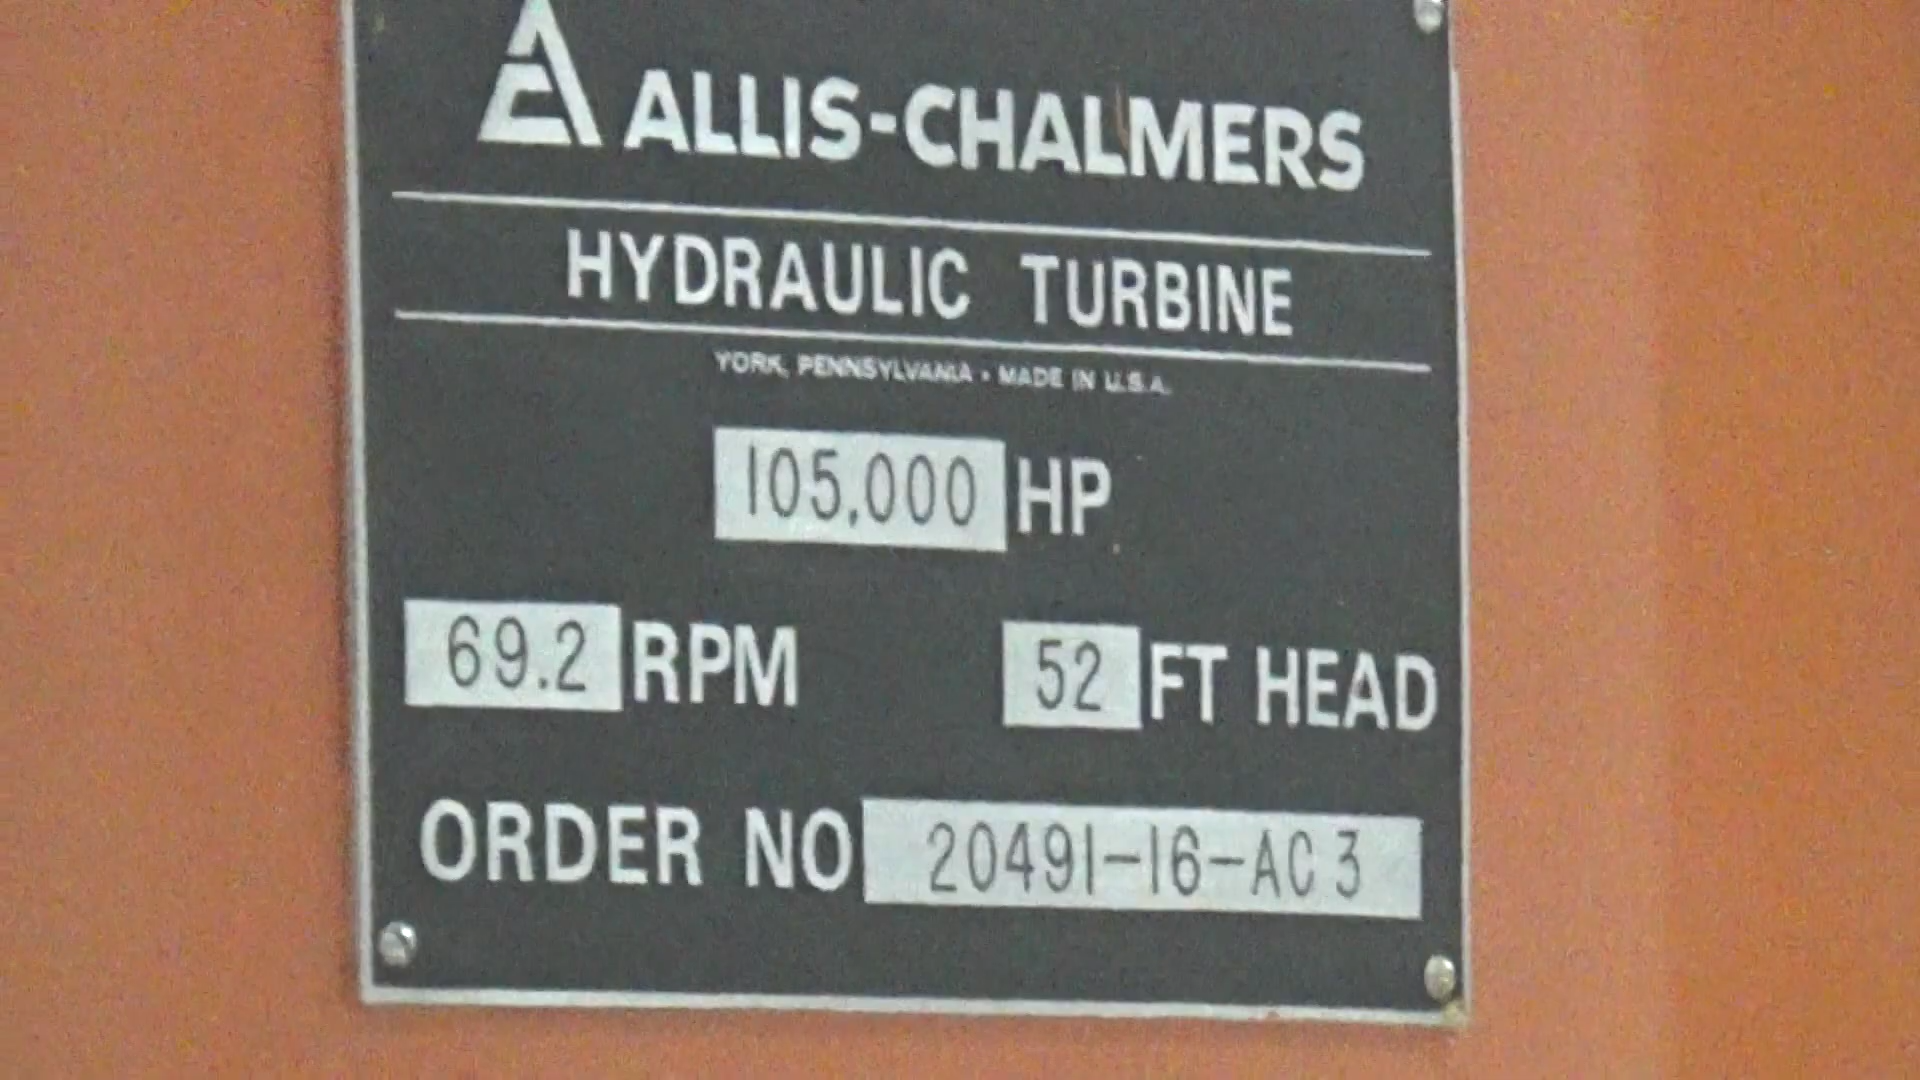 ALLIS-CHALMERS
HYDRAULIC TURBINE
YORK, PENNSYLVANIA • MADE IN U.S.A.
105,000 HP
69.2 RPM 52 FT HEAD
ORDER NO 20491-16-AC3